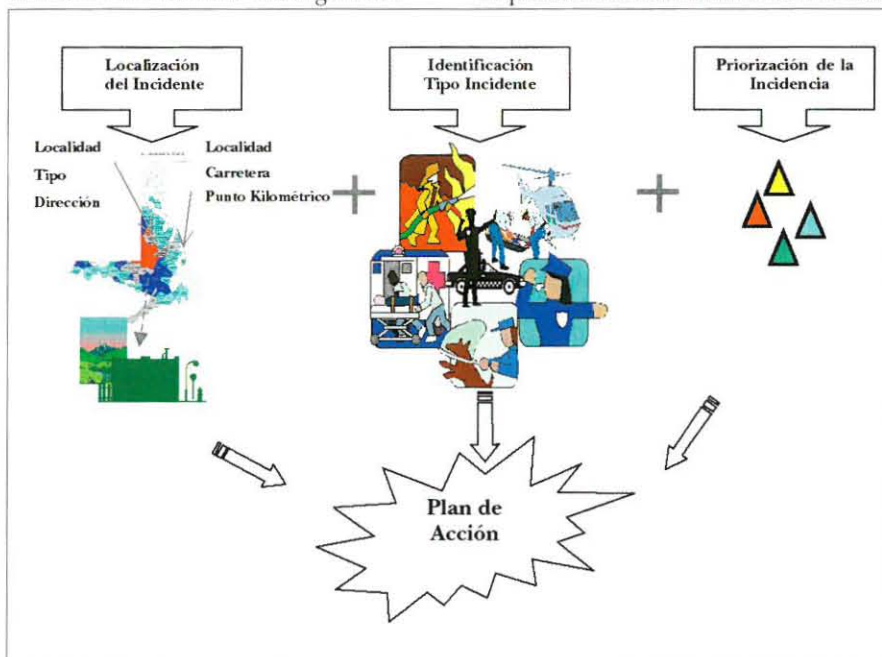 Localización
del Incidente
Identificación
Tipo Incidente
Priorización de la
Incidencia
Localidad
Tipo
Dirección
Localidad
Carretera
Punto Kilométrico
Plan de
Acción